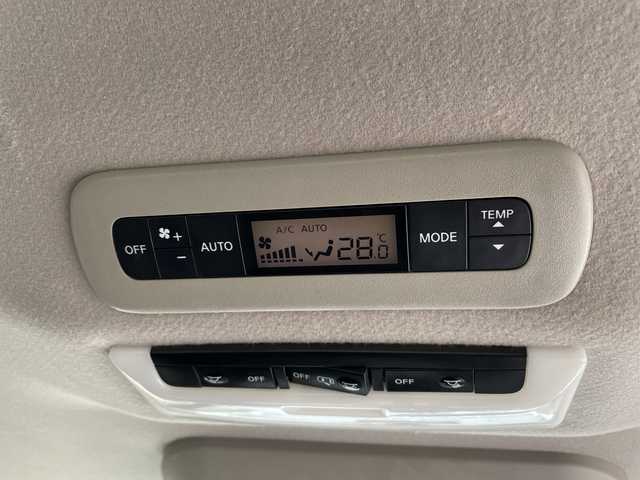 OFF + − AUTO A/C AUTO 28.0 °C MODE TEMP
OFF OFF OFF